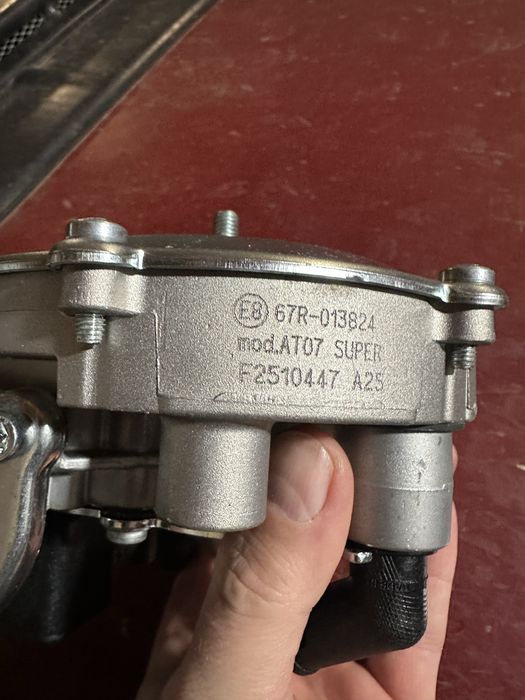 E8 67R-013824
mod.AT07 SUPER
F2510447 A25